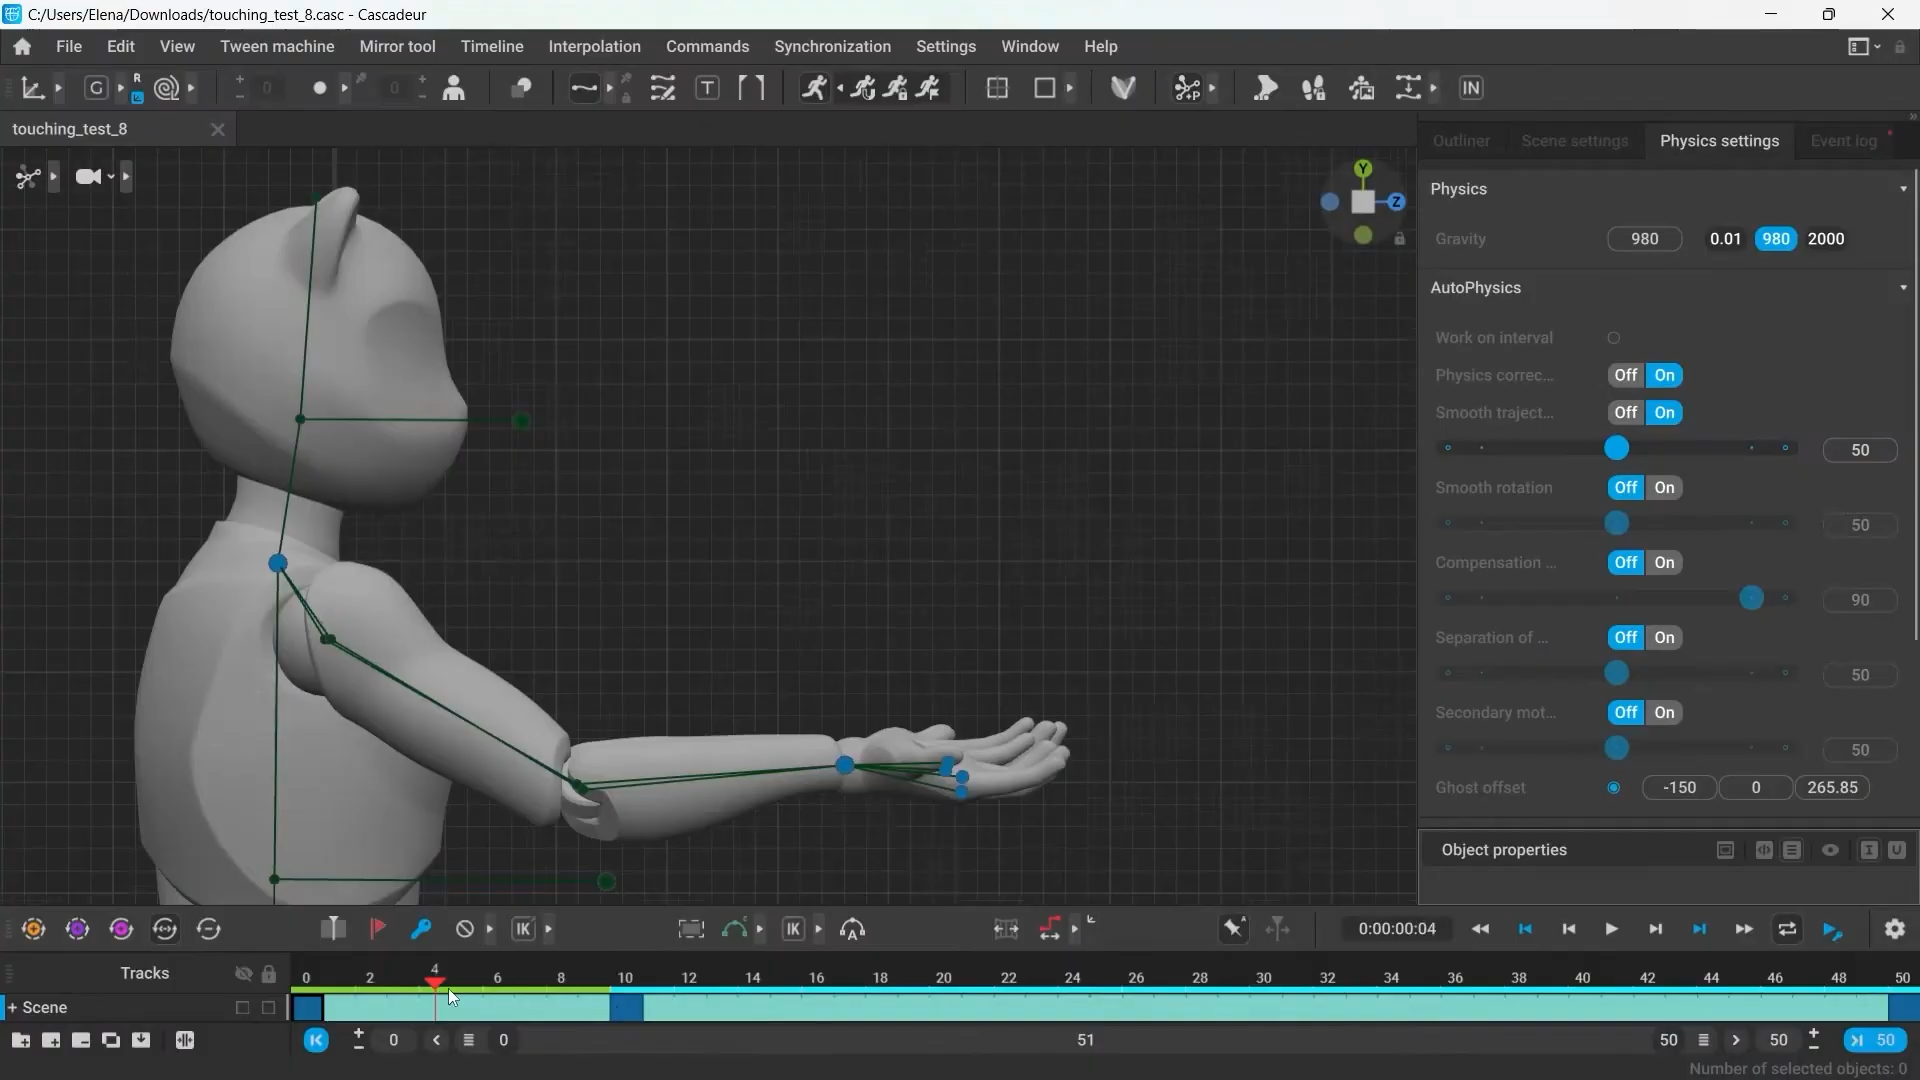 C:/Users/Elena/Downloads/touching_test_8.casc - Cascadeur
File Edit View Tween machine Mirror tool Timeline Interpolation Commands Synchronization Settings Window Help
G R 0 0 T IN
touching_test_8
Outliner Scene settings Physics settings Event log
Y
Z
Physics
Gravity 980 0.01 980 2000
AutoPhysics
Work on interval
Physics correc... Off On
Smooth traject... Off On
50
Smooth rotation Off On
50
Compensation ... Off On
90
Separation of ... Off On
50
Secondary mot... Off On
50
Ghost offset -150 0 265.85
Object properties I U
IK IK A 0:00:00:04
Tracks 0 2 4 6 8 10 12 14 16 18 20 22 24 26 28 30 32 34 36 38 40 42 44 46 48 50
+ Scene
0 0 51 50 50 50
Number of selected objects: 0